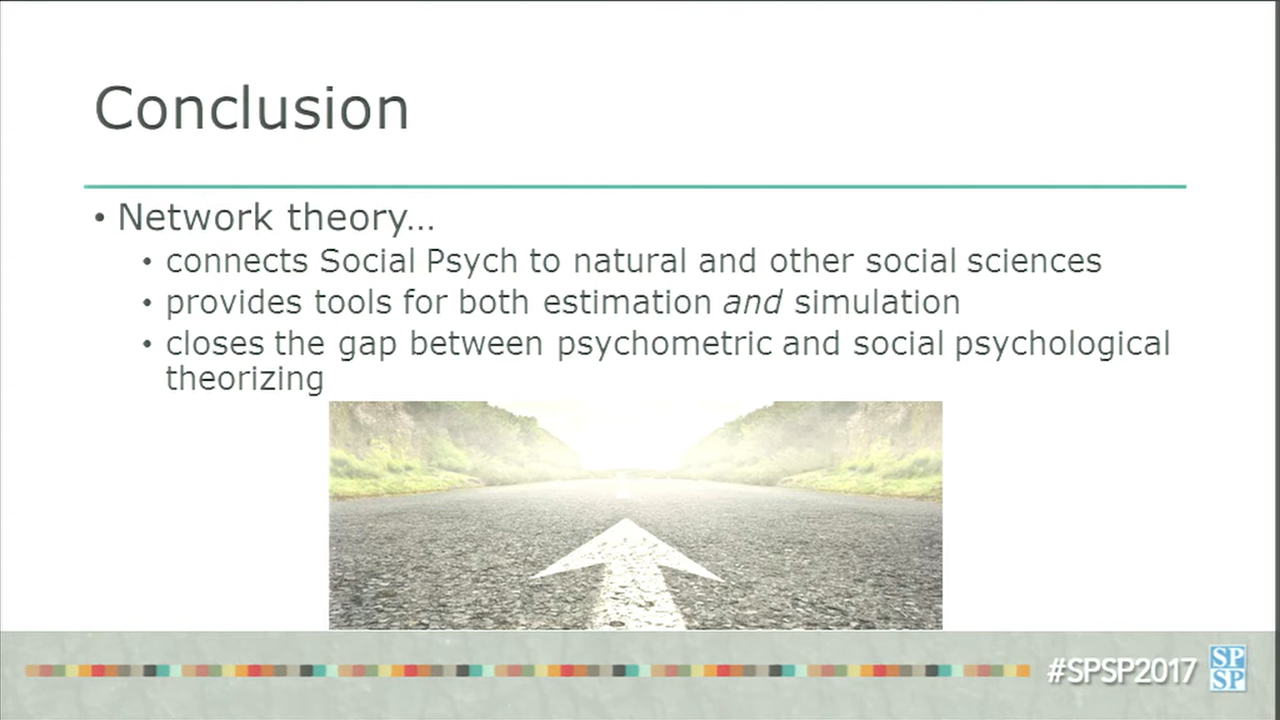 Conclusion
• Network theory...
• connects Social Psych to natural and other social sciences
• provides tools for both estimation and simulation
• closes the gap between psychometric and social psychological
theorizing
#SPSP2017
SP
SP